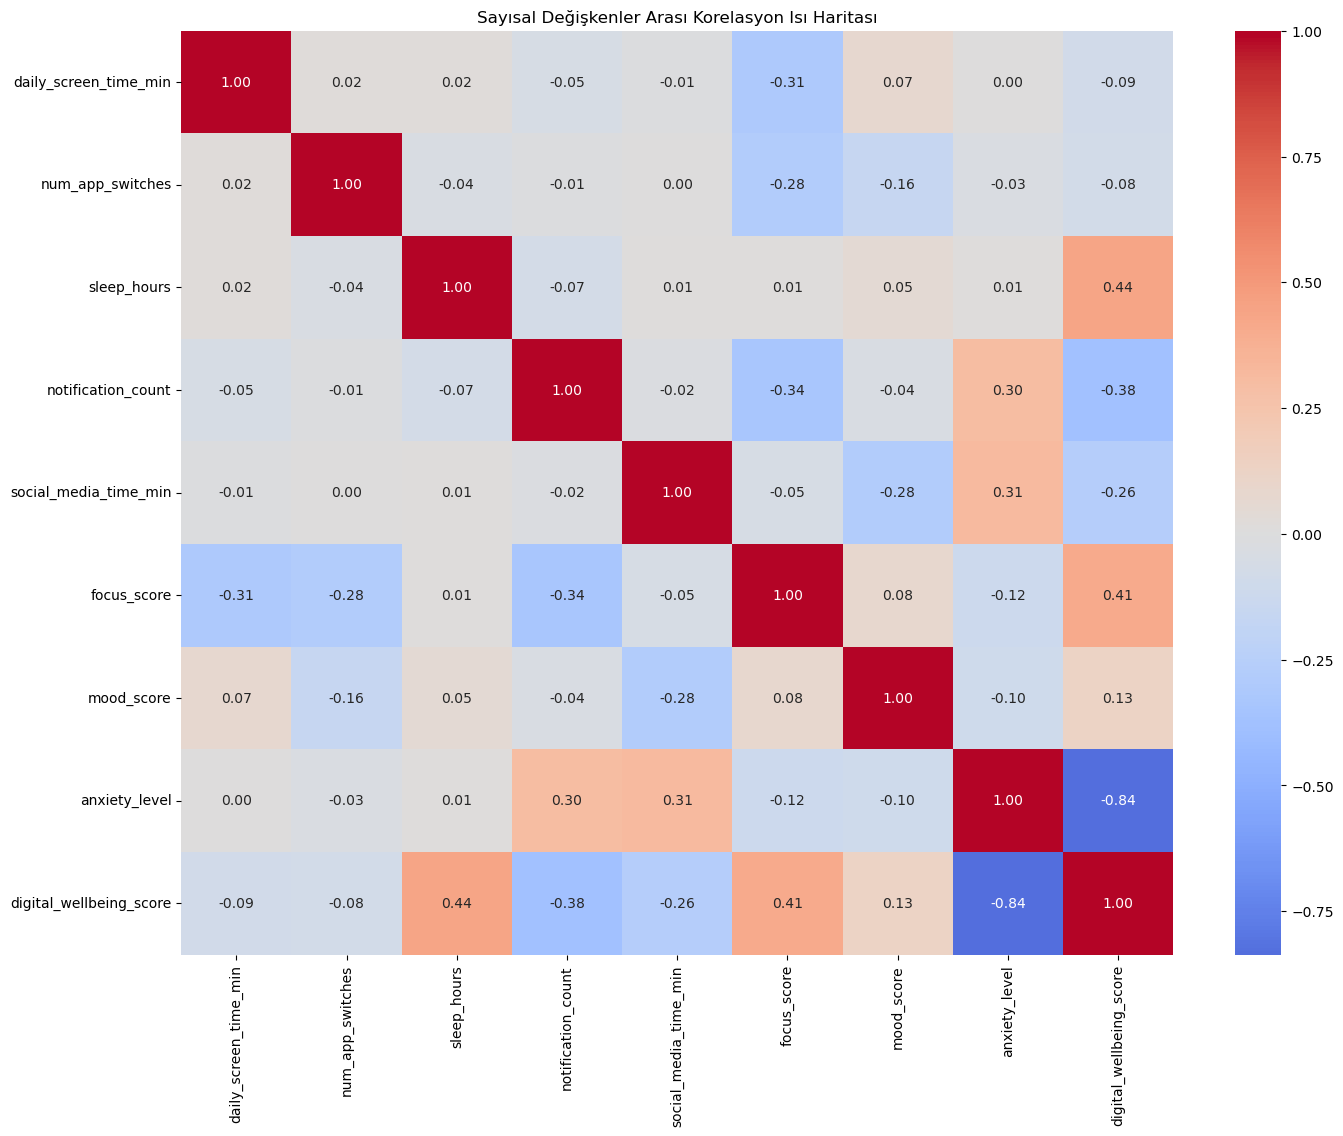 Sayısal Değişkenler Arası Korelasyon Isı Haritası
daily_screen_time_min 1.00 0.02 0.02 -0.05 -0.01 -0.31 0.07 0.00 -0.09
num_app_switches 0.02 1.00 -0.04 -0.01 0.00 -0.28 -0.16 -0.03 -0.08
sleep_hours 0.02 -0.04 1.00 -0.07 0.01 0.01 0.05 0.01 0.44
notification_count -0.05 -0.01 -0.07 1.00 -0.02 -0.34 -0.04 0.30 -0.38
social_media_time_min -0.01 0.00 0.01 -0.02 1.00 -0.05 -0.28 0.31 -0.26
focus_score -0.31 -0.28 0.01 -0.34 -0.05 1.00 0.08 -0.12 0.41
mood_score 0.07 -0.16 0.05 -0.04 -0.28 0.08 1.00 -0.10 0.13
anxiety_level 0.00 -0.03 0.01 0.30 0.31 -0.12 -0.10 1.00 -0.84
digital_wellbeing_score -0.09 -0.08 0.44 -0.38 -0.26 0.41 0.13 -0.84 1.00
daily_screen_time_min
num_app_switches
sleep_hours
notification_count
social_media_time_min
focus_score
mood_score
anxiety_level
digital_wellbeing_score
1.00
0.75
0.50
0.25
0.00
−0.25
−0.50
−0.75